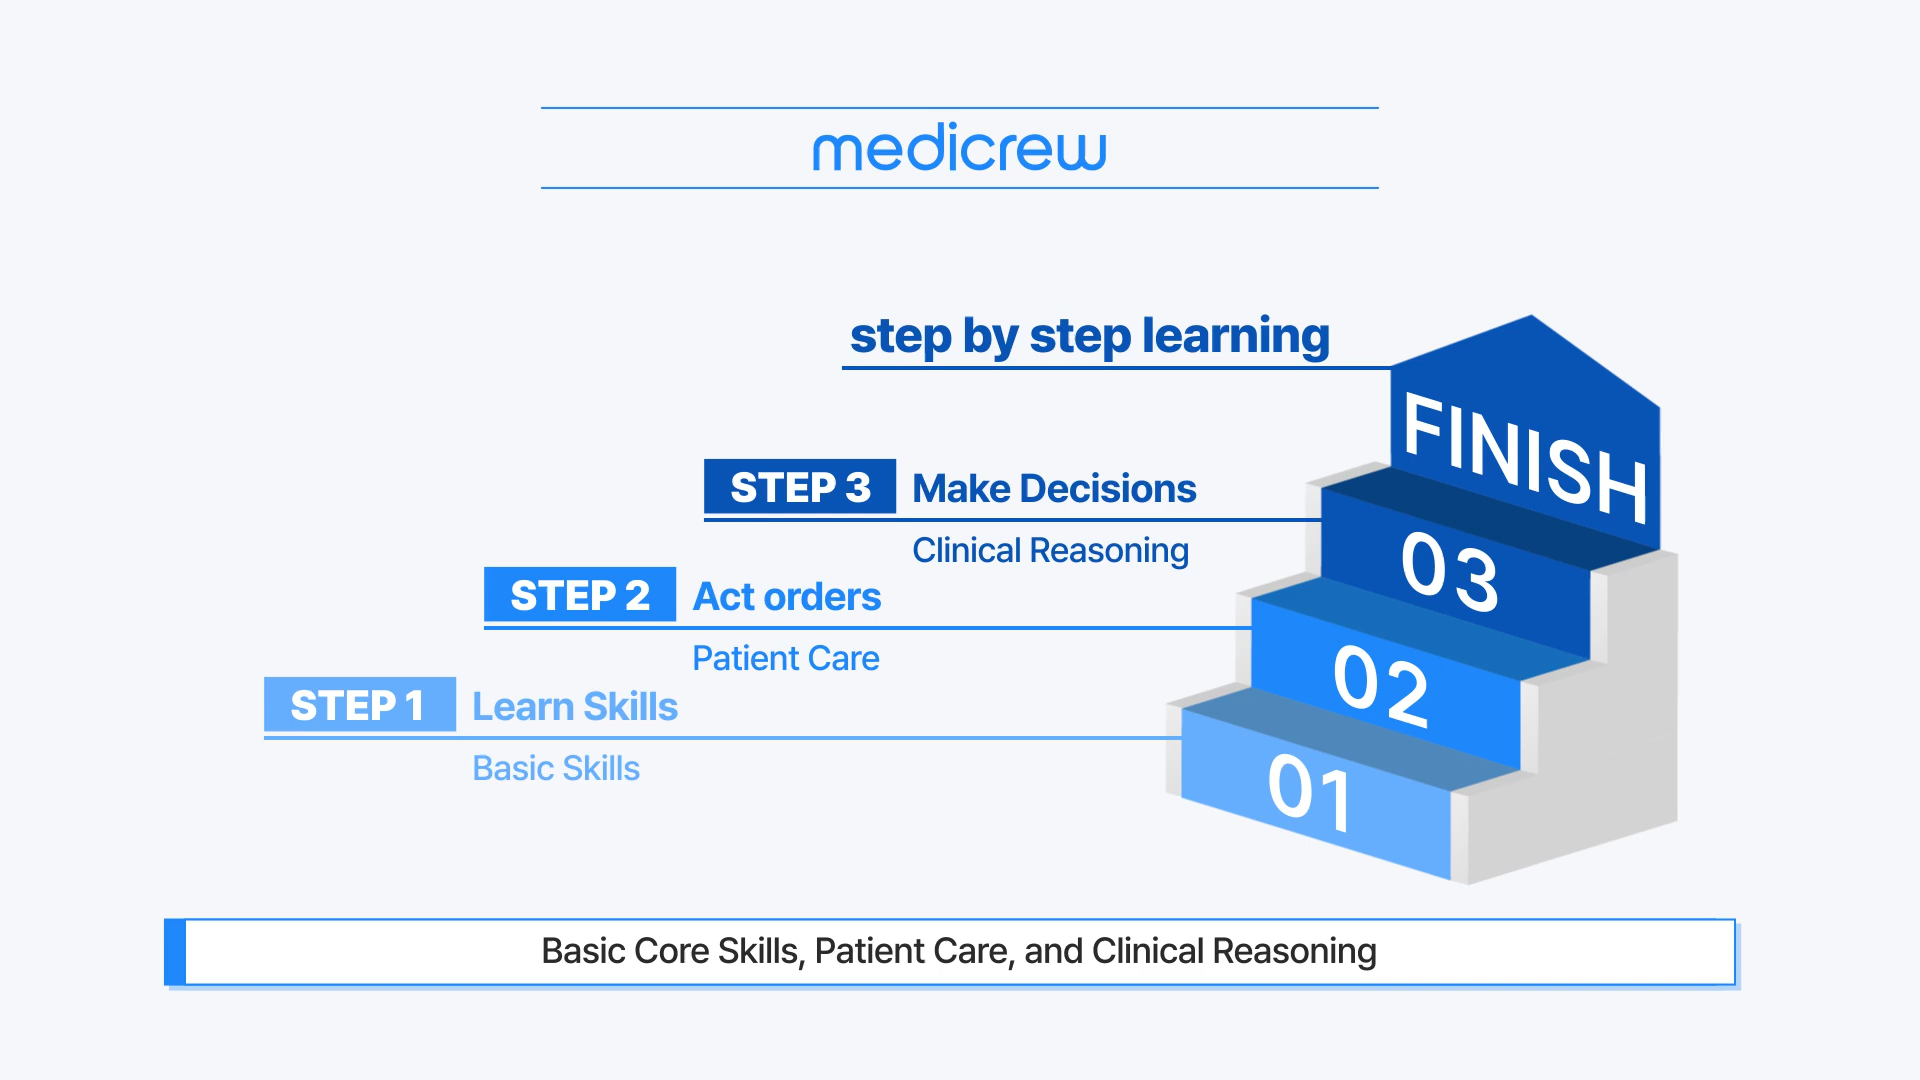 medicrew
step by step learning
FINISH
STEP 3 Make Decisions
Clinical Reasoning
03
STEP 2 Act orders
Patient Care
02
STEP 1 Learn Skills
Basic Skills
01
Basic Core Skills, Patient Care, and Clinical Reasoning